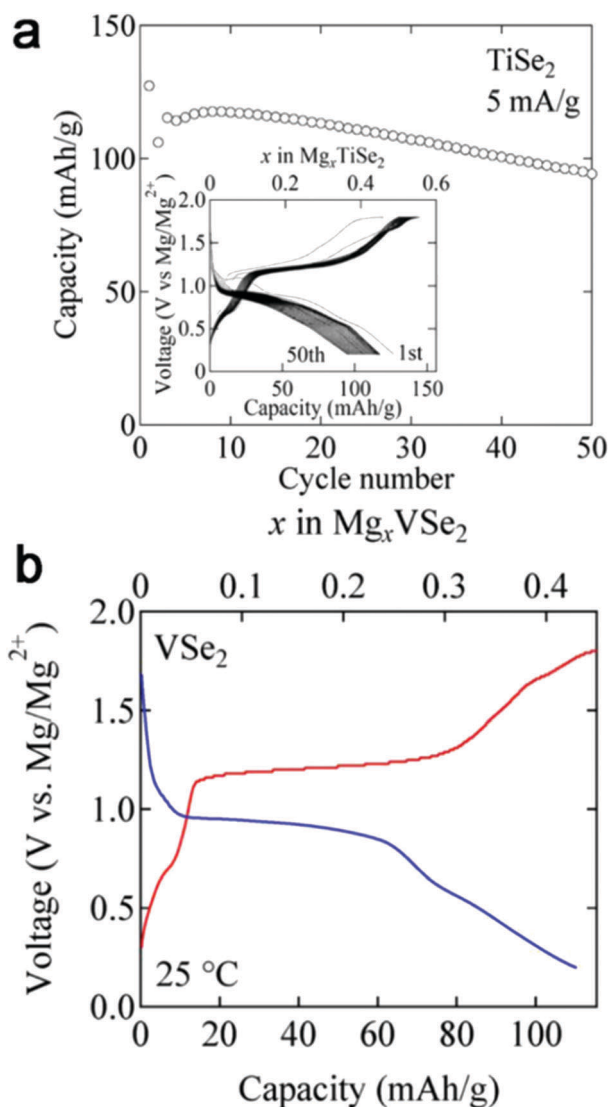 a
150
TiSe2
5 mA/g
100
50
0
Capacity (mAh/g)
x in MgxTiSe2
0 0.2 0.4 0.6
2.0
1.5
1.0
0.5
0
Voltage (V vs Mg/Mg2+)
50th 1st
0 50 100 150
Capacity (mAh/g)
0 10 20 30 40 50
Cycle number
x in MgxVSe2
b
0 0.1 0.2 0.3 0.4
2.0
VSe2
1.5
1.0
0.5
25 °C
0.0
Voltage (V vs. Mg/Mg2+)
0 20 40 60 80 100
Capacity (mAh/g)